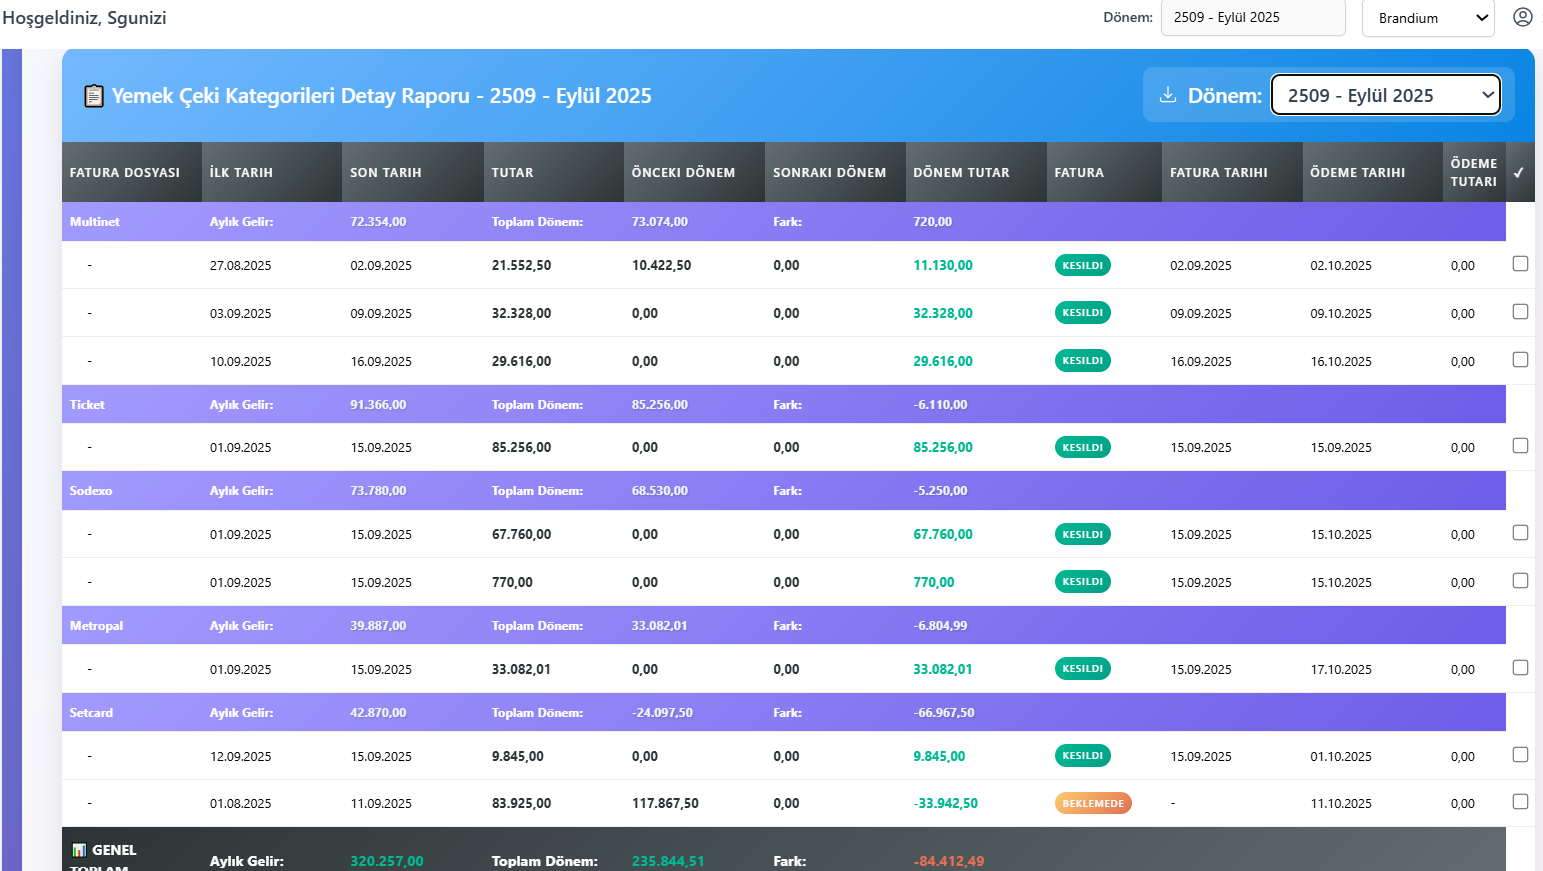 Hoşgeldiniz, Sgunizi
Dönem: 2509 - Eylül 2025 Brandium
📋 Yemek Çeki Kategorileri Detay Raporu - 2509 - Eylül 2025
Dönem: 2509 - Eylül 2025
FATURA DOSYASI İLK TARIH SON TARIH TUTAR ÖNCEKI DÖNEM SONRAKI DÖNEM DÖNEM TUTAR FATURA FATURA TARIHI ÖDEME TARIHI ÖDEME TUTARI ✓
Multinet Aylık Gelir: 72.354,00 Toplam Dönem: 73.074,00 Fark: 720,00
- 27.08.2025 02.09.2025 21.552,50 10.422,50 0,00 11.130,00 KESILDI 02.09.2025 02.10.2025 0,00
- 03.09.2025 09.09.2025 32.328,00 0,00 0,00 32.328,00 KESILDI 09.09.2025 09.10.2025 0,00
- 10.09.2025 16.09.2025 29.616,00 0,00 0,00 29.616,00 KESILDI 16.09.2025 16.10.2025 0,00
Ticket Aylık Gelir: 91.366,00 Toplam Dönem: 85.256,00 Fark: -6.110,00
- 01.09.2025 15.09.2025 85.256,00 0,00 0,00 85.256,00 KESILDI 15.09.2025 15.09.2025 0,00
Sodexo Aylık Gelir: 73.780,00 Toplam Dönem: 68.530,00 Fark: -5.250,00
- 01.09.2025 15.09.2025 67.760,00 0,00 0,00 67.760,00 KESILDI 15.09.2025 15.10.2025 0,00
- 01.09.2025 15.09.2025 770,00 0,00 0,00 770,00 KESILDI 15.09.2025 15.10.2025 0,00
Metropal Aylık Gelir: 39.887,00 Toplam Dönem: 33.082,01 Fark: -6.804,99
- 01.09.2025 15.09.2025 33.082,01 0,00 0,00 33.082,01 KESILDI 15.09.2025 17.10.2025 0,00
Setcard Aylık Gelir: 42.870,00 Toplam Dönem: -24.097,50 Fark: -66.967,50
- 12.09.2025 15.09.2025 9.845,00 0,00 0,00 9.845,00 KESILDI 15.09.2025 01.10.2025 0,00
- 01.08.2025 11.09.2025 83.925,00 117.867,50 0,00 -33.942,50 BEKLEMEDE - 11.10.2025 0,00
📊 GENEL TOPLAM Aylık Gelir: 320.257,00 Toplam Dönem: 235.844,51 Fark: -84.412,49